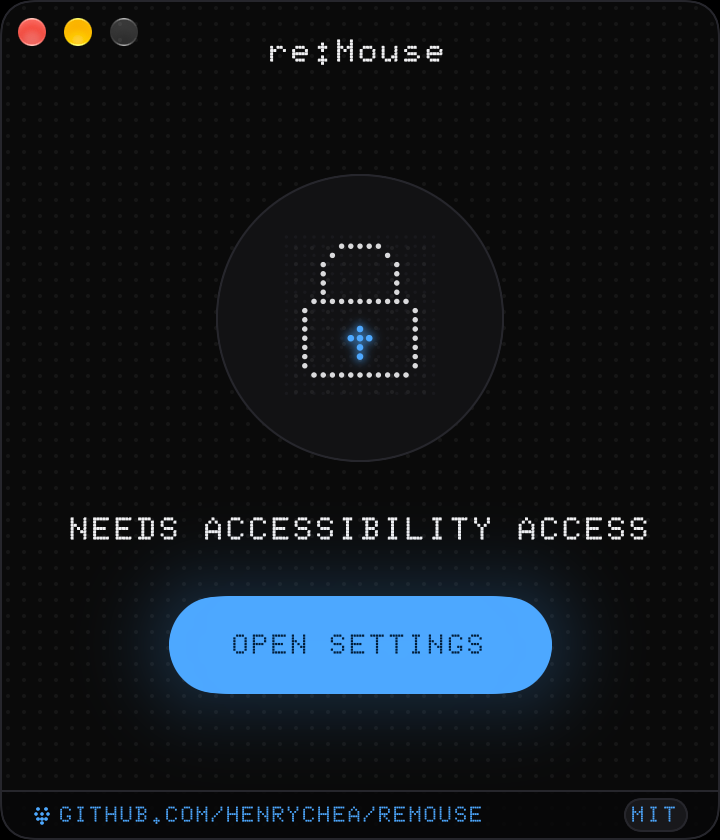 re:Mouse
NEEDS ACCESSIBILITY ACCESS
OPEN SETTINGS
GITHUB.COM/HENRYCHEA/REMOUSE
MIT